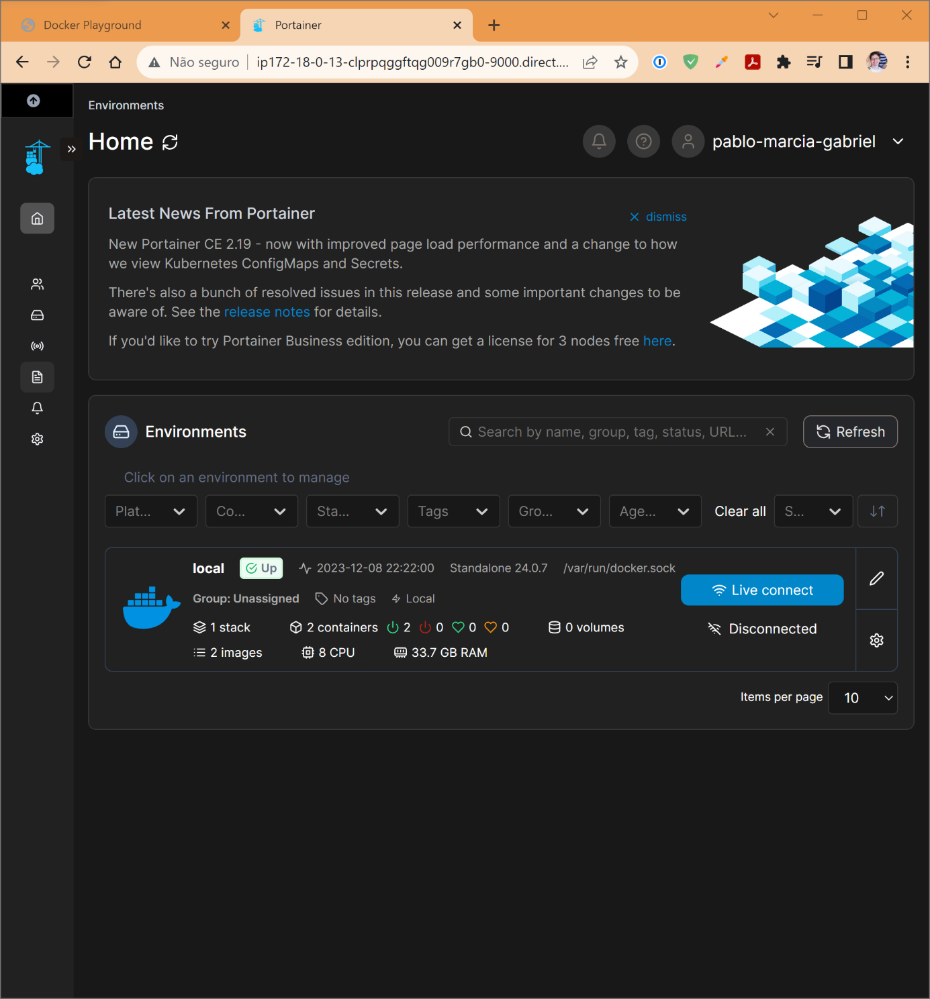 Docker Playground
Portainer
Não seguro
ip172-18-0-13-clprpqggftqg009r7gb0-9000.direct....
Environments
Home
pablo-marcia-gabriel
Latest News From Portainer
dismiss
New Portainer CE 2.19 - now with improved page load performance and a change to how
we view Kubernetes ConfigMaps and Secrets.
There's also a bunch of resolved issues in this release and some important changes to be
aware of. See the release notes for details.
If you'd like to try Portainer Business edition, you can get a license for 3 nodes free here.
Environments
Search by name, group, tag, status, URL...
Refresh
Click on an environment to manage
Plat...
Co...
Sta...
Tags
Gro...
Age...
Clear all
S...
local
Up
2023-12-08 22:22:00
Standalone 24.0.7
/var/run/docker.sock
Group: Unassigned
No tags
Local
Live connect
1 stack
2 containers 2 0 0 0
0 volumes
Disconnected
2 images
8 CPU
33.7 GB RAM
Items per page 10